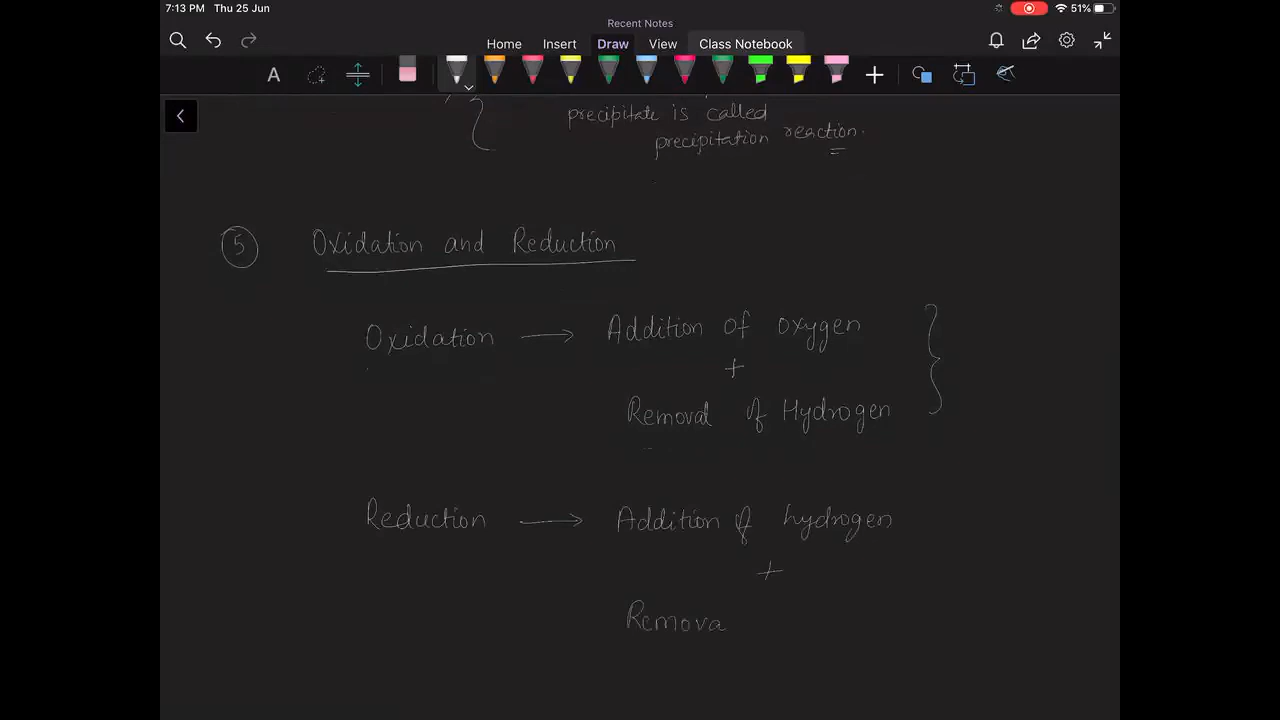 7:13 PM Thu 25 Jun
51%
Recent Notes
Home Insert Draw View Class Notebook
A
precipitate is called
precipitation reaction.
5 Oxidation and Reduction
Oxidation → Addition of oxygen
+
Removal of Hydrogen
Reduction → Addition of hydrogen
+
Remova